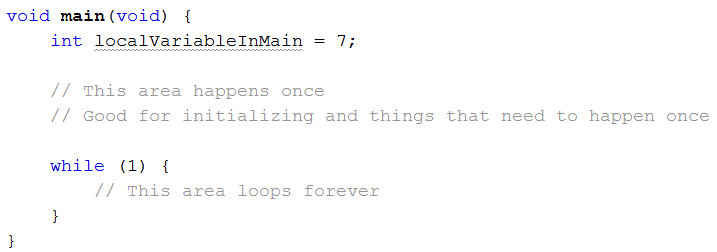 void main(void) {
    int localVariableInMain = 7;

    // This area happens once
    // Good for initializing and things that need to happen once

    while (1) {
        // This area loops forever
    }
}